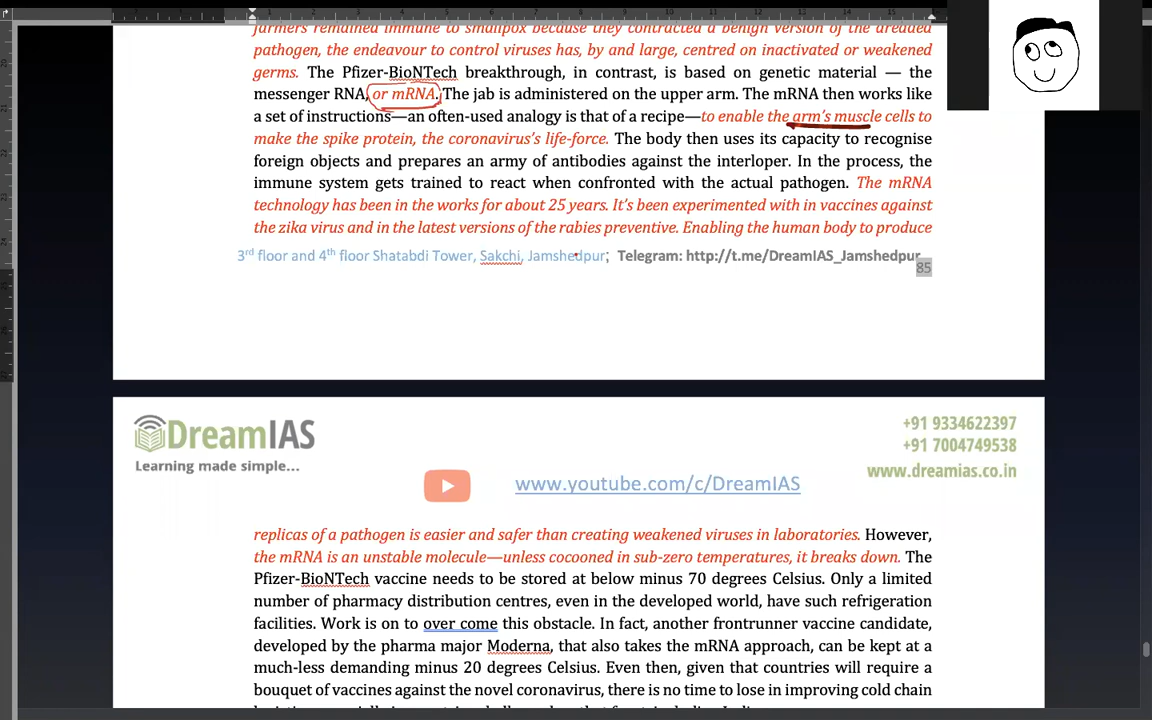 farmers remained immune to smallpox because they contracted a benign version of the dreaded
pathogen, the endeavour to control viruses has, by and large, centred on inactivated or weakened
germs. The Pfizer-BioNTech breakthrough, in contrast, is based on genetic material — the
messenger RNA, or mRNA. The jab is administered on the upper arm. The mRNA then works like
a set of instructions—an often-used analogy is that of a recipe—to enable the arm's muscle cells to
make the spike protein, the coronavirus's life-force. The body then uses its capacity to recognise
foreign objects and prepares an army of antibodies against the interloper. In the process, the
immune system gets trained to react when confronted with the actual pathogen. The mRNA
technology has been in the works for about 25 years. It's been experimented with in vaccines against
the zika virus and in the latest versions of the rabies preventive. Enabling the human body to produce
3rd floor and 4th floor Shatabdi Tower, Sakchi, Jamshedpur; Telegram: http://t.me/DreamIAS_Jamshedpur
85
DreamIAS
Learning made simple...
+91 9334622397
+91 7004749538
www.dreamias.co.in
www.youtube.com/c/DreamIAS
replicas of a pathogen is easier and safer than creating weakened viruses in laboratories. However,
the mRNA is an unstable molecule—unless cocooned in sub-zero temperatures, it breaks down. The
Pfizer-BioNTech vaccine needs to be stored at below minus 70 degrees Celsius. Only a limited
number of pharmacy distribution centres, even in the developed world, have such refrigeration
facilities. Work is on to over come this obstacle. In fact, another frontrunner vaccine candidate,
developed by the pharma major Moderna, that also takes the mRNA approach, can be kept at a
much-less demanding minus 20 degrees Celsius. Even then, given that countries will require a
bouquet of vaccines against the novel coronavirus, there is no time to lose in improving cold chain